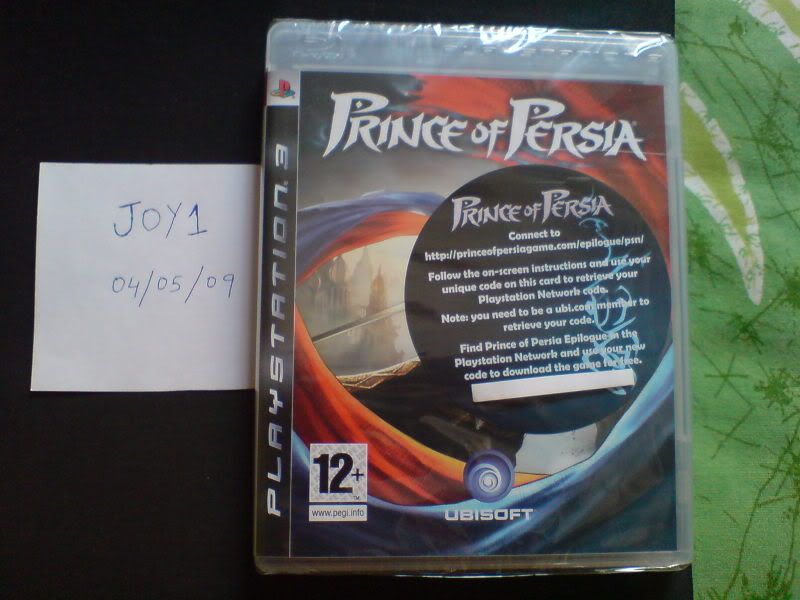 JOY1
04/05/09
PLAYSTATION 3
PRINCE OF PERSIA
PRINCE OF PERSIA
Connect to
http://princeofpersiagame.com/epilogue/psn/
Follow the on-screen instructions and use your
unique code on this card to retrieve your
Playstation Network code.
Note: you need to be a ubi.com member to
retrieve your code.
Find Prince of Persia Epilogue in the
Playstation Network and use your new
code to download the game for free.
12+
www.pegi.info
UBISOFT